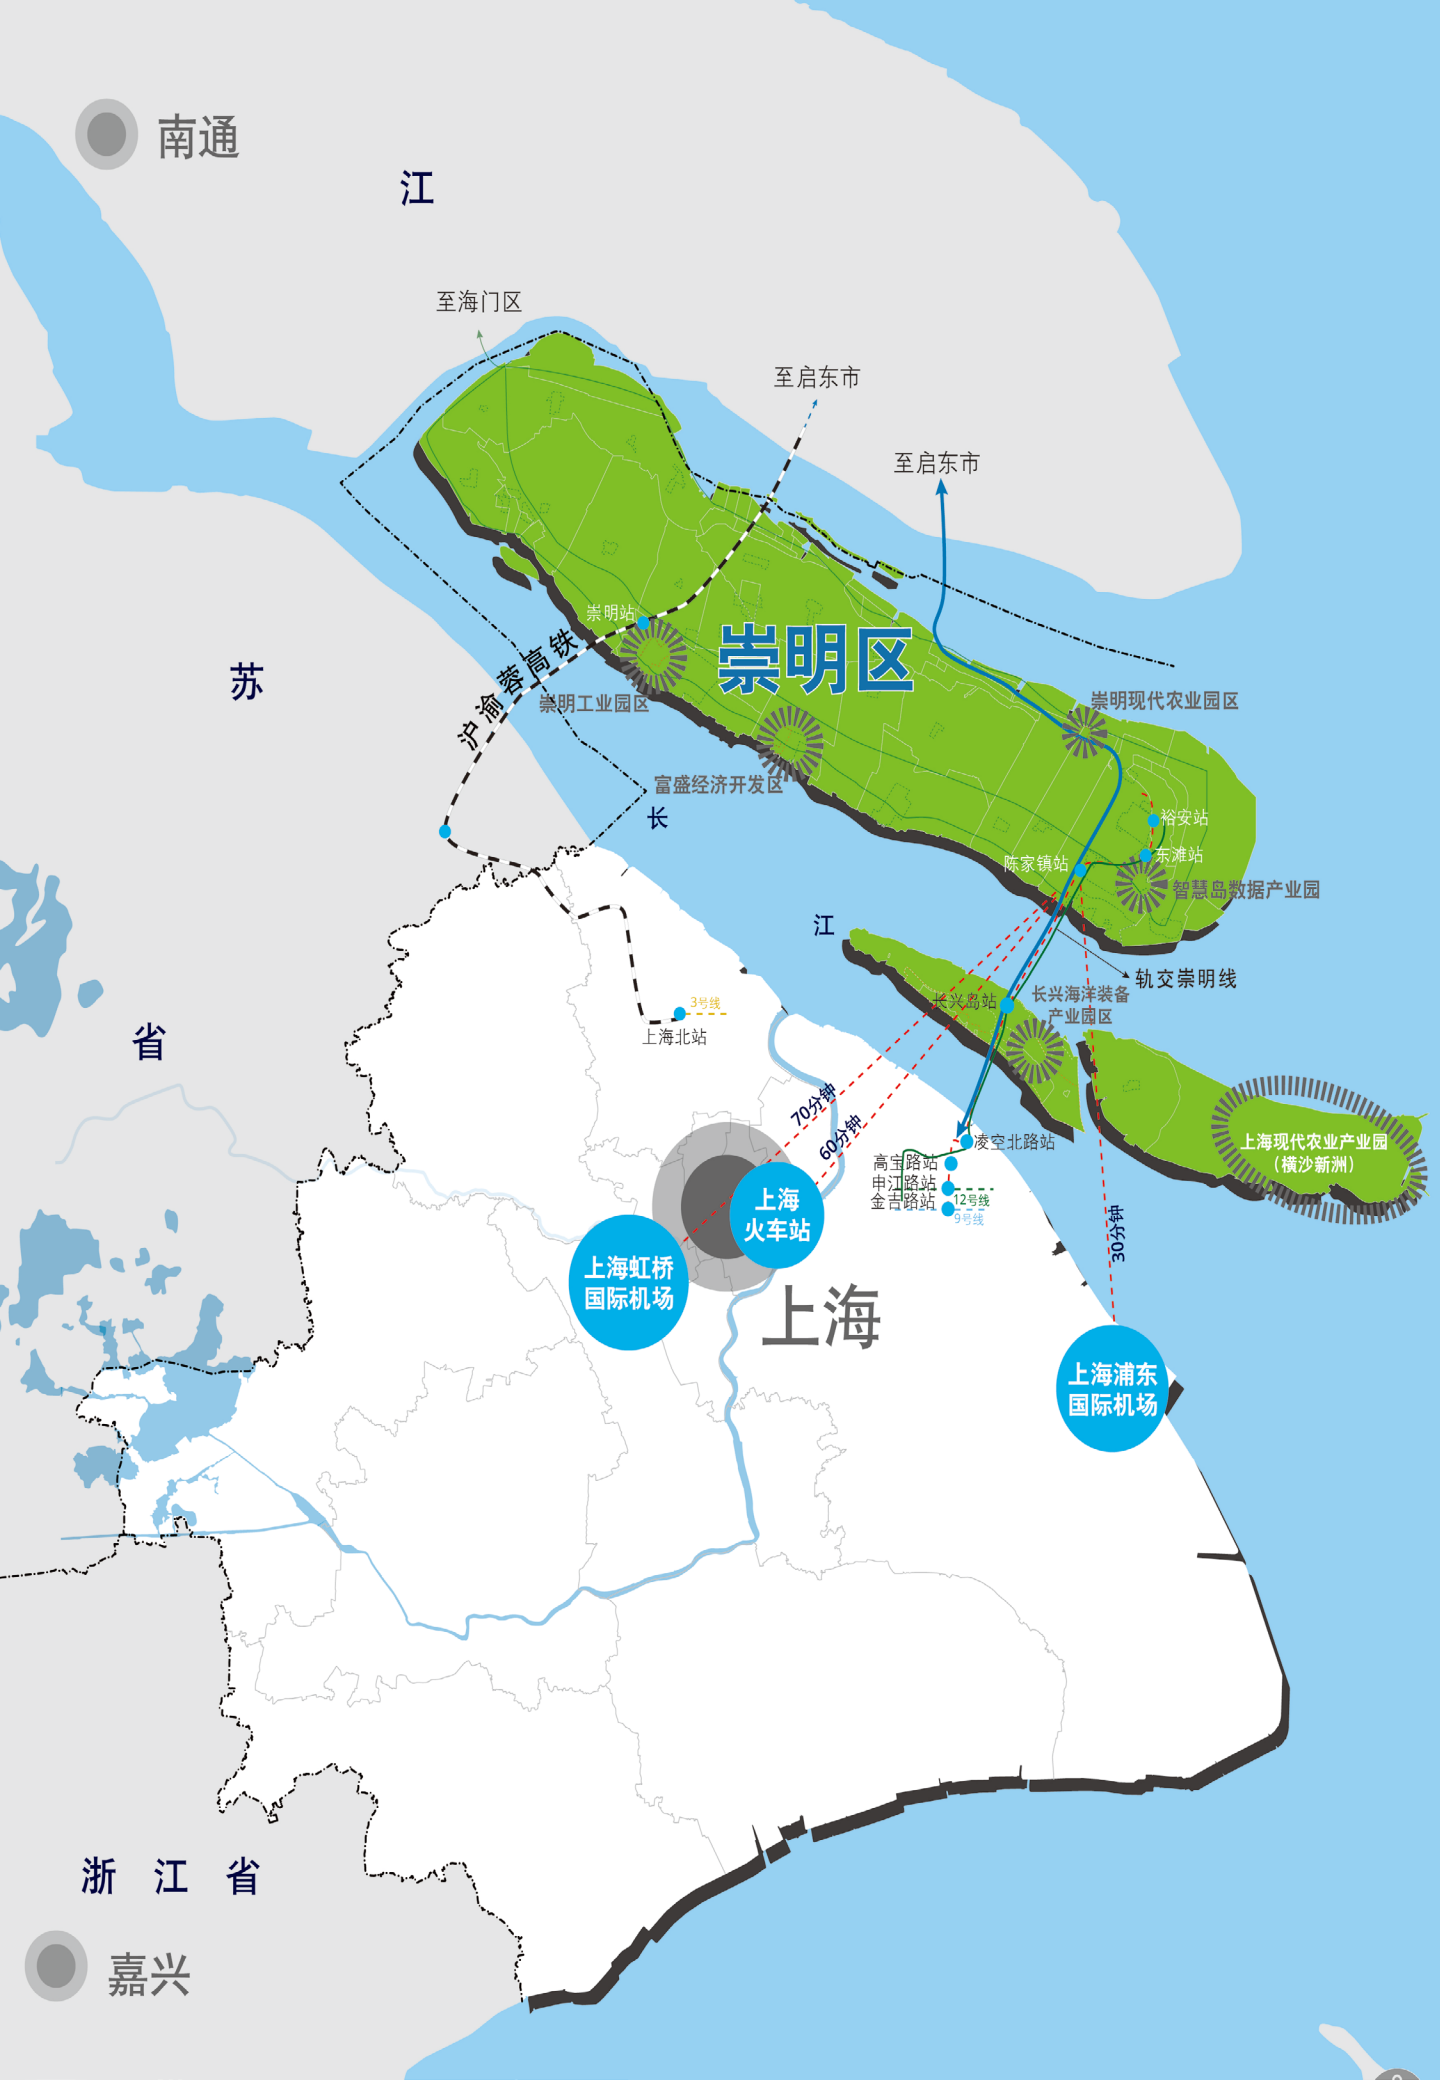 南通
江
至海门区
至启东市
至启东市
崇明站
崇明区
沪渝蓉高铁
苏
崇明工业园区
崇明现代农业园区
富盛经济开发区
长
裕安站
东滩站
陈家镇站
智慧岛数据产业园
江
轨交崇明线
长兴岛站
长兴海洋装备
产业园区
3号线
上海北站
省
70分钟
60分钟
凌空北路站
高宝路站
申江路站
金吉路站
12号线
9号线
上海现代农业产业园
(横沙新洲)
30分钟
上海
火车站
上海虹桥
国际机场
上海
上海浦东
国际机场
浙江省
嘉兴